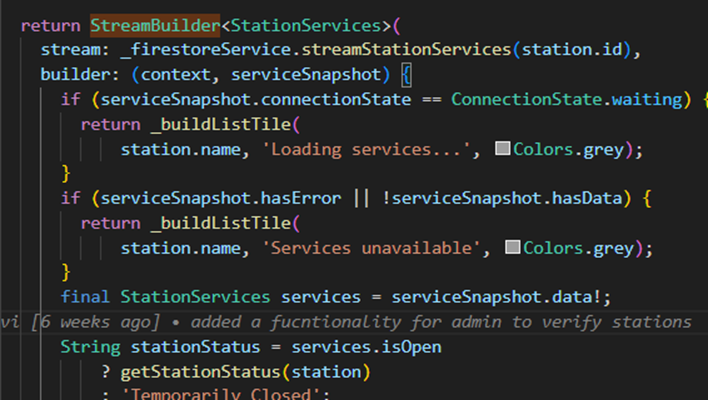 return StreamBuilder<StationServices>(
stream: _firestoreService.streamStationServices(station.id),
builder: (context, serviceSnapshot) {
if (serviceSnapshot.connectionState == ConnectionState.waiting) {
return _buildListTile(
station.name, 'Loading services...', Colors.grey);
}
if (serviceSnapshot.hasError || !serviceSnapshot.hasData) {
return _buildListTile(
station.name, 'Services unavailable', Colors.grey);
}
final StationServices services = serviceSnapshot.data!;
vi [6 weeks ago] • added a fucntionality for admin to verify stations
String stationStatus = services.isOpen
? getStationStatus(station)
: 'Temporarily Closed';